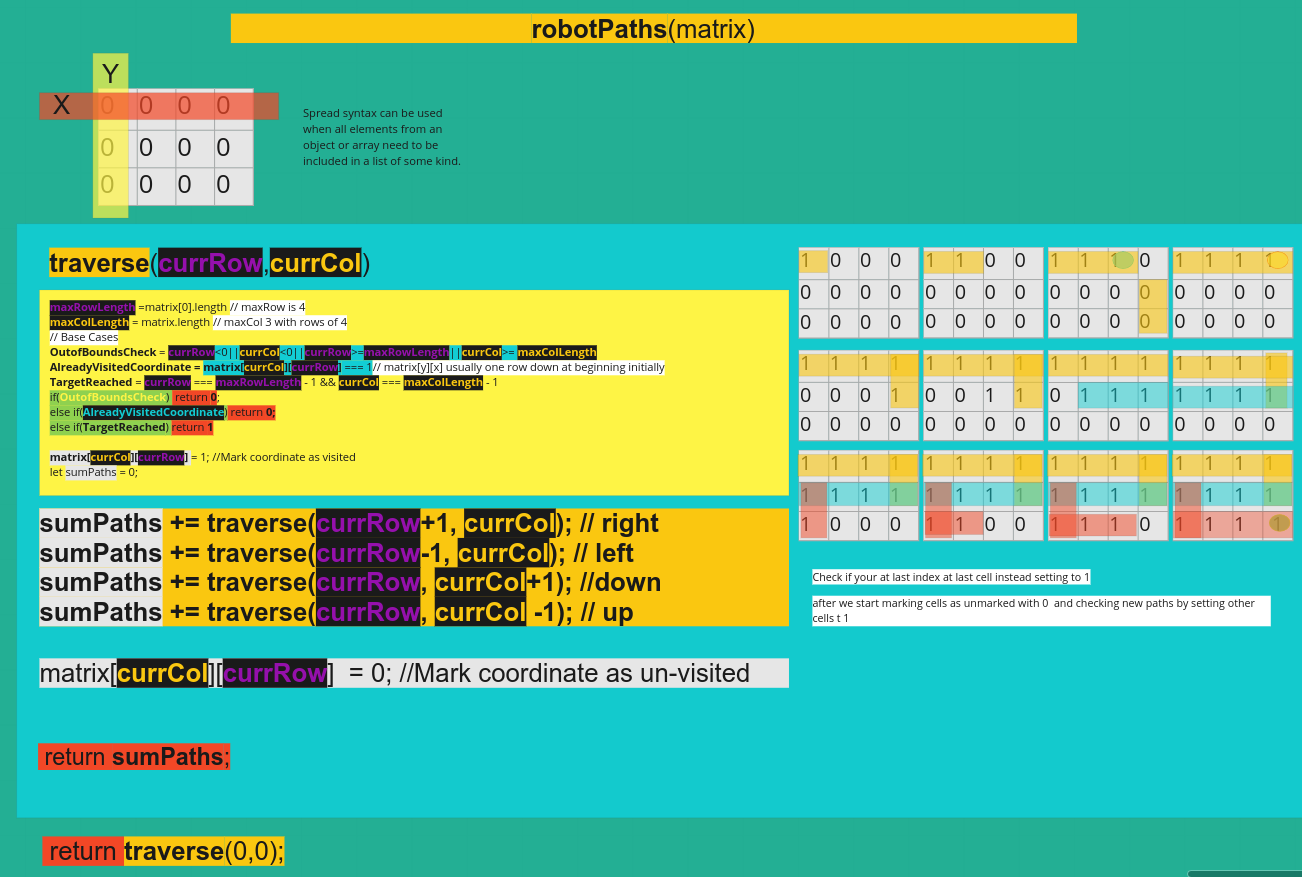 robotPaths(matrix)
Y
X 0 0 0 0
0 0 0 0
0 0 0 0
Spread syntax can be used
when all elements from an
object or array need to be
included in a list of some kind.
traverse(currRow,currCol)
maxRowLength =matrix[0].length // maxRow is 4
maxColLength = matrix.length // maxCol 3 with rows of 4
// Base Cases
OutofBoundsCheck = currRow<0||currCol<0||currRow>=maxRowLength||currCol>= maxColLength
AlreadyVisitedCoordinate = matrix[currCol][currRow] === 1// matrix[y][x] usually one row down at beginning initially
TargetReached = currRow === maxRowLength - 1 && currCol === maxColLength - 1
if(OutofBoundsCheck) return 0;
else if(AlreadyVisitedCoordinate) return 0;
else if(TargetReached) return 1
matrix[currCol][currRow] = 1; //Mark coordinate as visited
let sumPaths = 0;
sumPaths += traverse(currRow+1, currCol); // right
sumPaths += traverse(currRow-1, currCol); // left
sumPaths += traverse(currRow, currCol+1); //down
sumPaths += traverse(currRow, currCol -1); // up
matrix[currCol][currRow] = 0; //Mark coordinate as un-visited
return sumPaths;
return traverse(0,0);
1 0 0 0 1 1 0 0 1 1 1 0 1 1 1 1
0 0 0 0 0 0 0 0 0 0 0 0 0 0 0 0
0 0 0 0 0 0 0 0 0 0 0 0 0 0 0 0
1 1 1 1 1 1 1 1 1 1 1 1 1 1 1 1
0 0 0 1 0 0 1 1 0 1 1 1 1 1 1 1
0 0 0 0 0 0 0 0 0 0 0 0 0 0 0 0
1 1 1 1 1 1 1 1 1 1 1 1 1 1 1 1
1 1 1 1 1 1 1 1 1 1 1 1 1 1 1 1
1 0 0 0 1 1 0 0 1 1 1 0 1 1 1 1
Check if your at last index at last cell instead setting to 1
after we start marking cells as unmarked with 0 and checking new paths by setting other
cells t 1